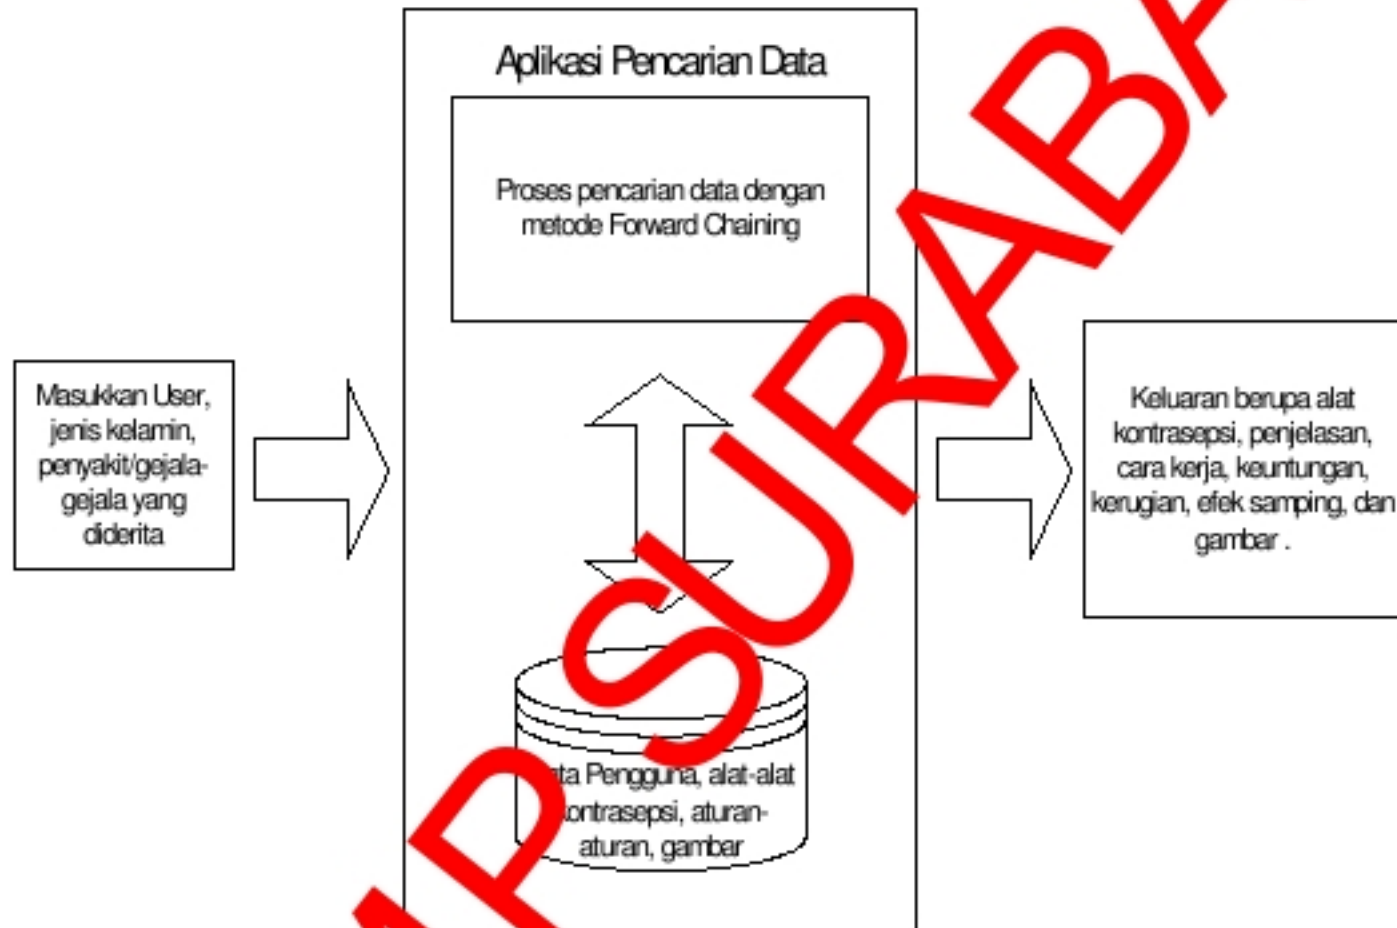 Aplikasi Pencarian Data
Proses pencarian data dengan
metode Forward Chaining
Masukkan User,
jenis kelamin,
penyakit/gejala-
gejala yang
diderita
Keluaran berupa alat
kontrasepsi, penjelasan,
cara kerja, keuntungan,
kerugian, efek samping, dan
gambar .
Pengguna, alat-alat
kontrasepsi, aturan-
aturan, gambar